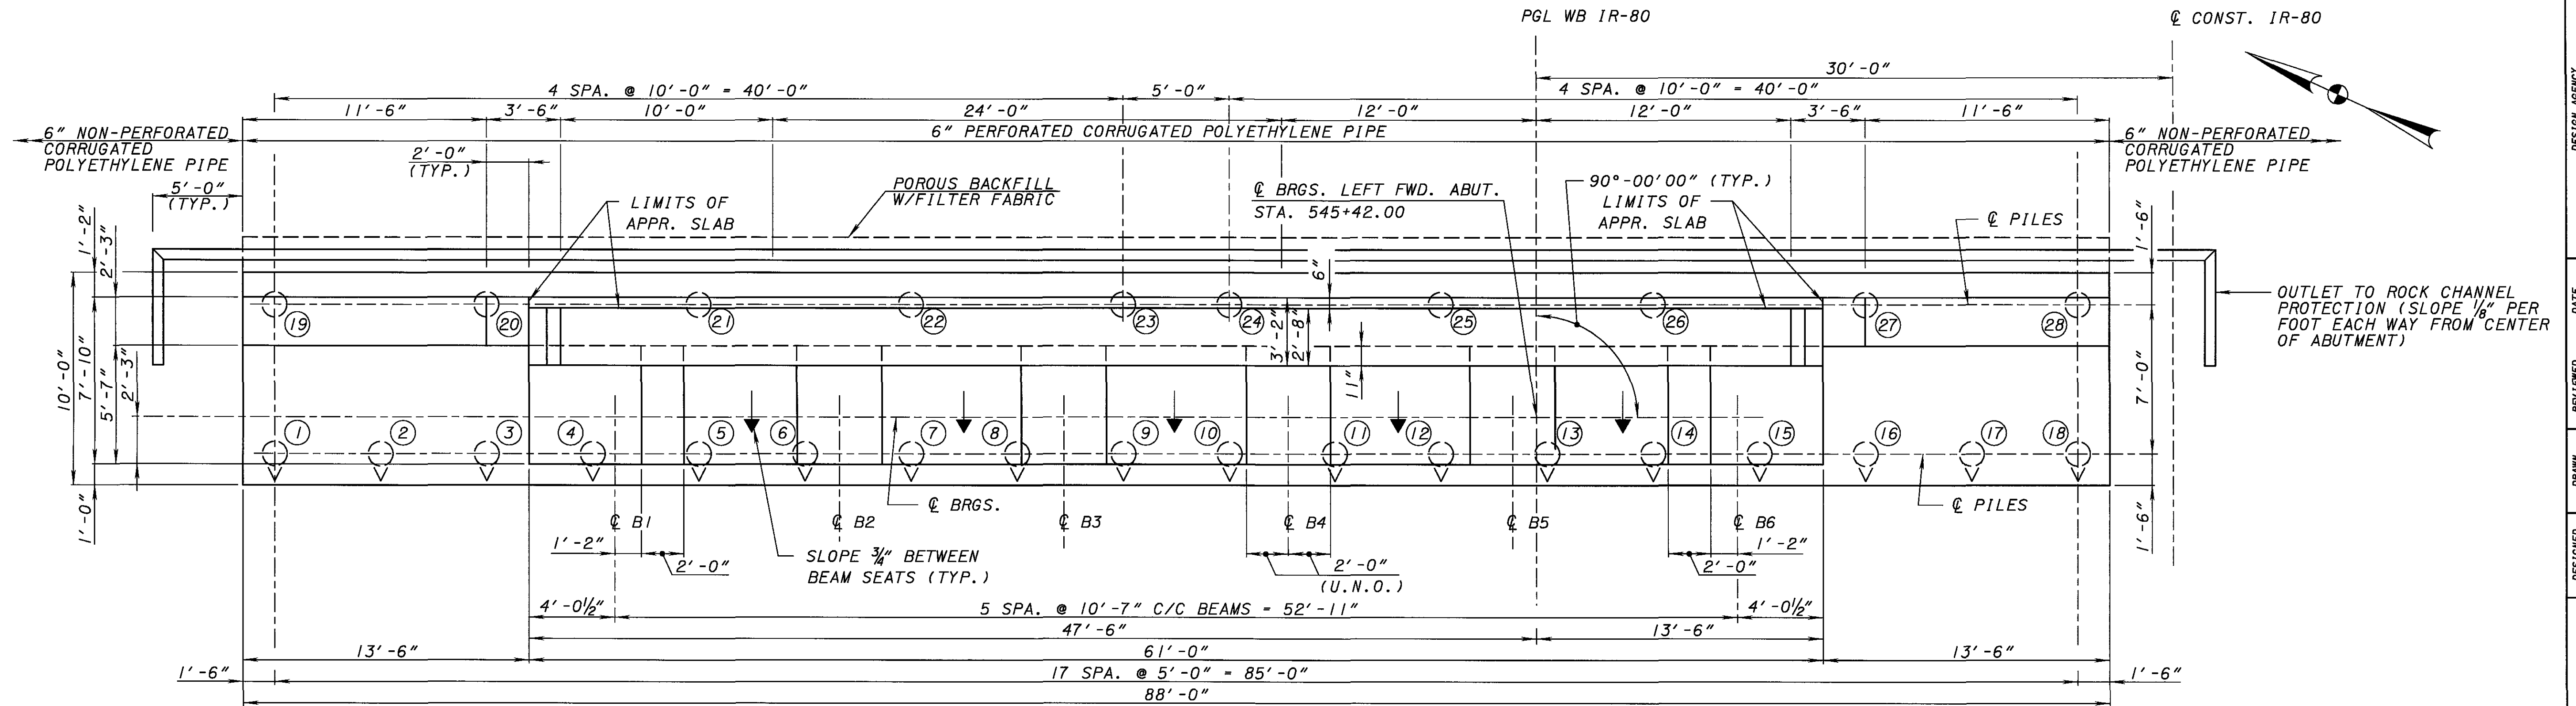 PGL WB IR-80
℄ CONST. IR-80
30'-0"
4 SPA. @ 10'-0" = 40'-0"
5'-0"
4 SPA. @ 10'-0" = 40'-0"
11'-6"
3'-6"
10'-0"
24'-0"
12'-0"
12'-0"
3'-6"
11'-6"
6" NON-PERFORATED
CORRUGATED
POLYETHYLENE PIPE
6" PERFORATED CORRUGATED POLYETHYLENE PIPE
6" NON-PERFORATED
CORRUGATED
POLYETHYLENE PIPE
2'-0"
(TYP.)
5'-0"
(TYP.)
LIMITS OF
APPR. SLAB
POROUS BACKFILL
W/FILTER FABRIC
℄ BRGS. LEFT FWD. ABUT.
STA. 545+42.00
90°-00'00" (TYP.)
LIMITS OF
APPR. SLAB
℄ PILES
1'-2"
2'-3"
1'-6"
6"
OUTLET TO ROCK CHANNEL
PROTECTION (SLOPE 1/8" PER
FOOT EACH WAY FROM CENTER
OF ABUTMENT)
19
20
21
22
23
24
25
26
27
28
10'-0"
7'-10"
5'-7"
2'-3"
3'-2"
2'-8"
11"
7'-0"
1
2
3
4
5
6
7
8
9
10
11
12
13
14
15
16
17
18
1'-0"
1'-6"
℄ BRGS.
℄ PILES
℄ B1
℄ B2
℄ B3
℄ B4
℄ B5
℄ B6
1'-2"
2'-0"
SLOPE 3/4" BETWEEN
BEAM SEATS (TYP.)
2'-0"
(U.N.O.)
2'-0"
1'-2"
4'-0 1/2"
5 SPA. @ 10'-7" C/C BEAMS = 52'-11"
4'-0 1/2"
47'-6"
13'-6"
13'-6"
61'-0"
13'-6"
1'-6"
17 SPA. @ 5'-0" = 85'-0"
1'-6"
88'-0"
DESIGN AGENCY
DATE
REVIEWED
DRAWN
DESIGNED